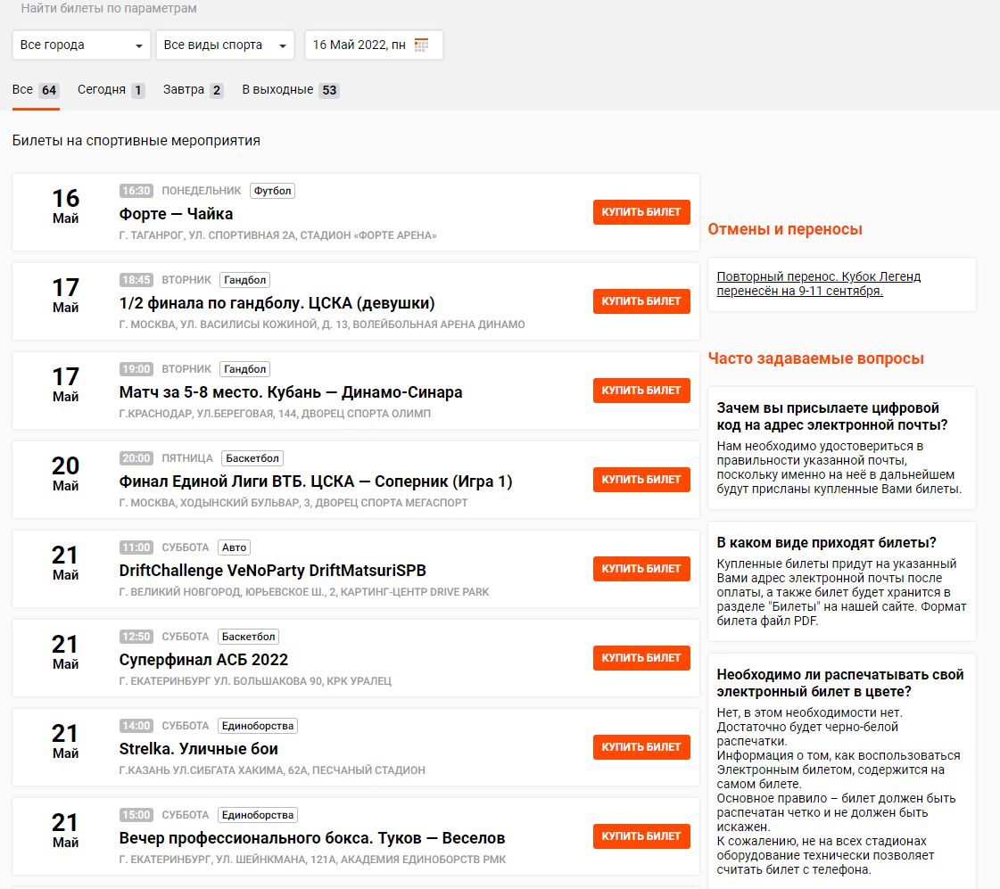 Найти билеты по параметрам
Все города
Все виды спорта
16 Май 2022, пн
Все 64 Сегодня 1 Завтра 2 В выходные 53
Билеты на спортивные мероприятия
16
Май
16:30 ПОНЕДЕЛЬНИК Футбол
Форте — Чайка
Г. ТАГАНРОГ, УЛ. СПОРТИВНАЯ 2А, СТАДИОН «ФОРТЕ АРЕНА»
КУПИТЬ БИЛЕТ
17
Май
18:45 ВТОРНИК Гандбол
1/2 финала по гандболу. ЦСКА (девушки)
Г. МОСКВА, УЛ. ВАСИЛИСЫ КОЖИНОЙ, Д. 13, ВОЛЕЙБОЛЬНАЯ АРЕНА ДИНАМО
КУПИТЬ БИЛЕТ
17
Май
19:00 ВТОРНИК Гандбол
Матч за 5-8 место. Кубань — Динамо-Синара
Г.КРАСНОДАР, УЛ.БЕРЕГОВАЯ, 144, ДВОРЕЦ СПОРТА ОЛИМП
КУПИТЬ БИЛЕТ
20
Май
20:00 ПЯТНИЦА Баскетбол
Финал Единой Лиги ВТБ. ЦСКА — Соперник (Игра 1)
Г. МОСКВА, ХОДЫНСКИЙ БУЛЬВАР, 3, ДВОРЕЦ СПОРТА МЕГАСПОРТ
КУПИТЬ БИЛЕТ
21
Май
11:00 СУББОТА Авто
DriftChallenge VeNoParty DriftMatsuriSPB
Г. ВЕЛИКИЙ НОВГОРОД, ЮРЬЕВСКОЕ Ш., 2, КАРТИНГ-ЦЕНТР DRIVE PARK
КУПИТЬ БИЛЕТ
21
Май
12:50 СУББОТА Баскетбол
Суперфинал АСБ 2022
Г. ЕКАТЕРИНБУРГ УЛ. БОЛЬШАКОВА 90, КРК УРАЛЕЦ
КУПИТЬ БИЛЕТ
21
Май
14:00 СУББОТА Единоборства
Strelka. Уличные бои
Г.КАЗАНЬ УЛ.СИБГАТА ХАКИМА, 62А, ПЕСЧАНЫЙ СТАДИОН
КУПИТЬ БИЛЕТ
21
Май
15:00 СУББОТА Единоборства
Вечер профессионального бокса. Туков — Веселов
Г. ЕКАТЕРИНБУРГ, УЛ. ШЕЙНКМАНА, 121А, АКАДЕМИЯ ЕДИНОБОРСТВ РМК
КУПИТЬ БИЛЕТ
Отмены и переносы
Повторный перенос. Кубок Легенд
перенесён на 9-11 сентября.
Часто задаваемые вопросы
Зачем вы присылаете цифровой
код на адрес электронной почты?
Нам необходимо удостовериться в
правильности указанной почты,
поскольку именно на неё в дальнейшем
будут присланы купленные Вами билеты.
В каком виде приходят билеты?
Купленные билеты придут на указанный
Вами адрес электронной почты после
оплаты, а также билет будет хранится в
разделе "Билеты" на нашей сайте. Формат
билета файл PDF.
Необходимо ли распечатывать свой
электронный билет в цвете?
Нет, в этом необходимости нет.
Достаточно будет черно-белой
распечатки.
Информация о том, как воспользоваться
Электронным билетом, содержится на
самом билете.
Основное правило – билет должен быть
распечатан четко и не должен быть
искажен.
К сожалению, не на всех стадионах
оборудование технически позволяет
считать билет с телефона.